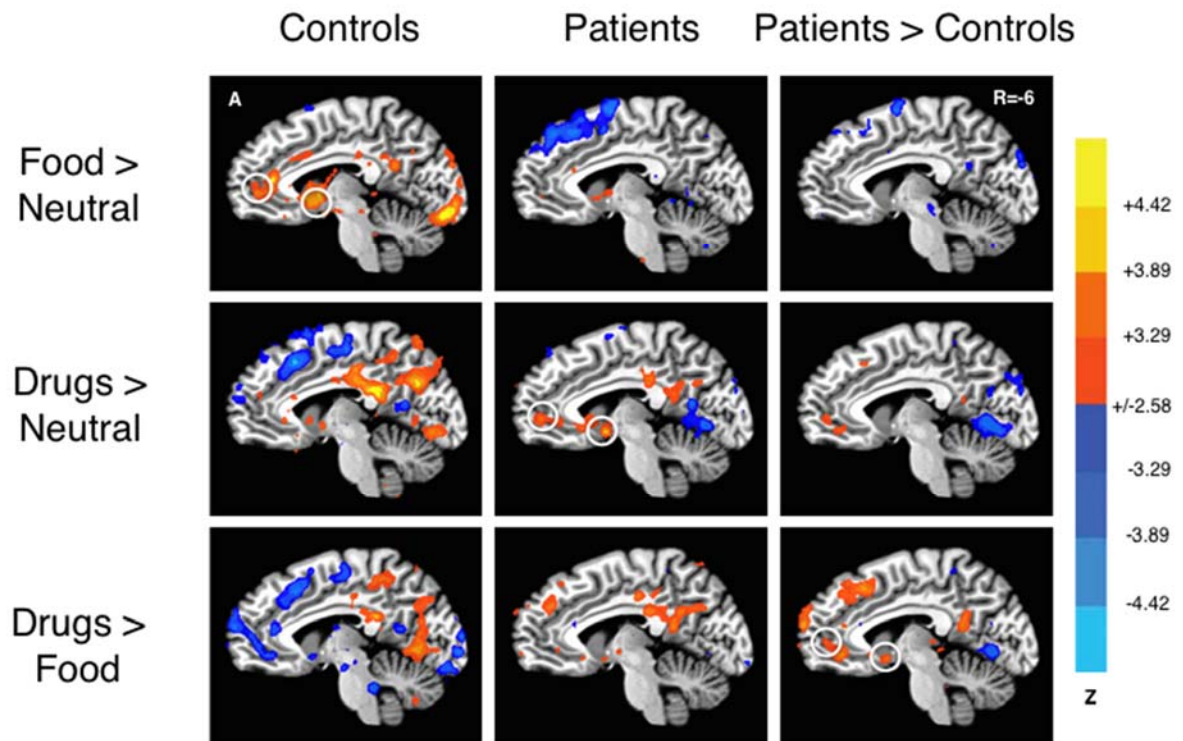 Controls Patients Patients > Controls
A
R=-6
Food >
Neutral
Drugs >
Neutral
Drugs >
Food
+4.42
+3.89
+3.29
+/-2.58
-3.29
-3.89
-4.42
Z